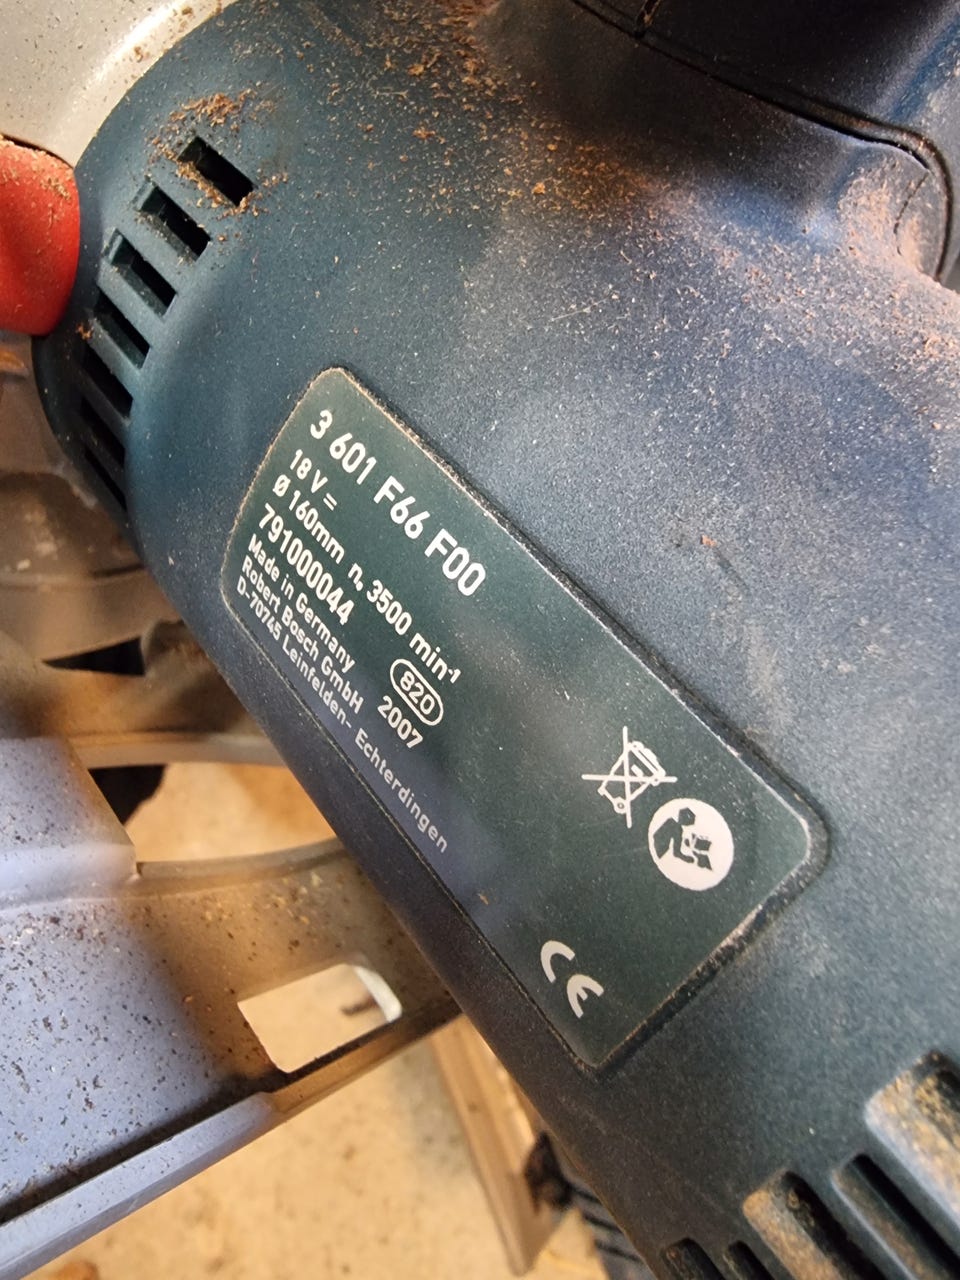 3 601 F66 F00
18 V =
Ø 160mm n₀ 3500 min⁻¹
791000044 820
Made in Germany 2007
Robert Bosch GmbH
D-70745 Leinfelden- Echterdingen
CE